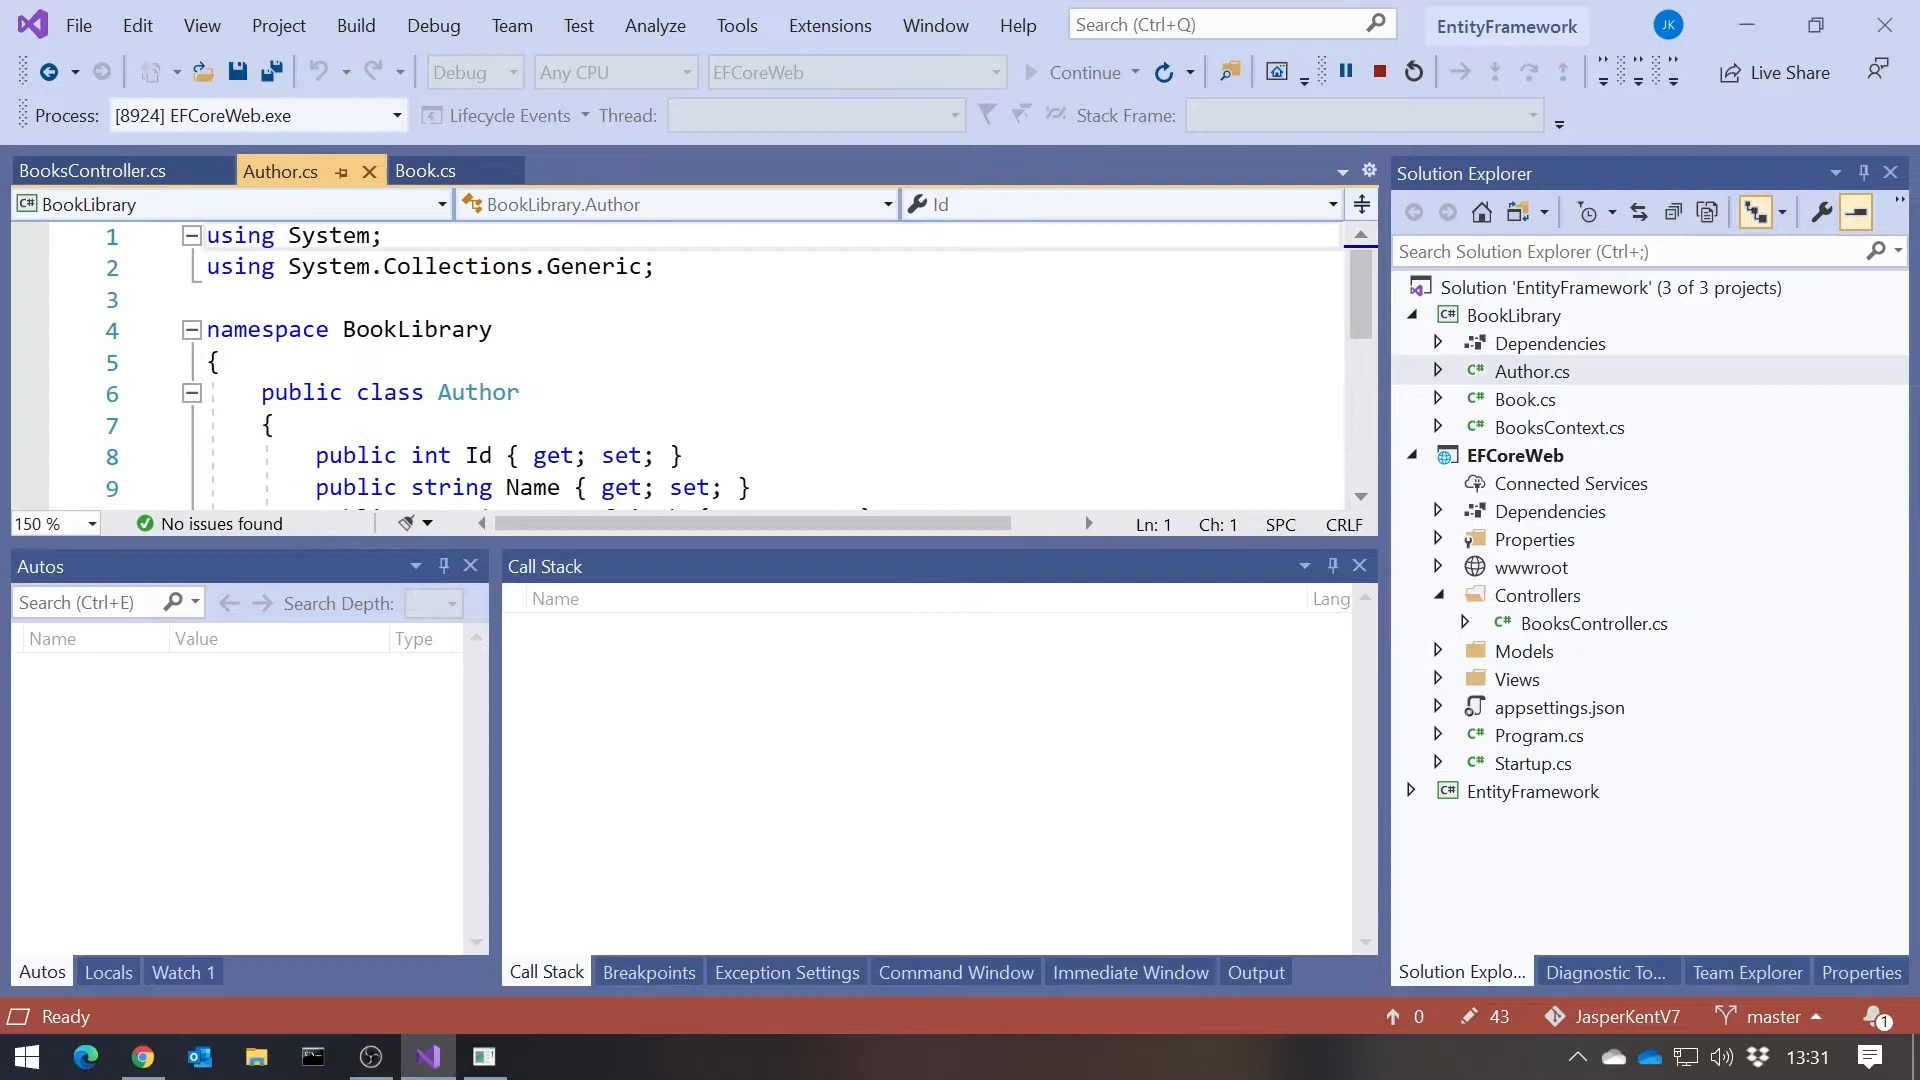 File Edit View Project Build Debug Team Test Analyze Tools Extensions Window Help Search (Ctrl+Q) EntityFramework JK
Debug Any CPU EFCoreWeb Continue Live Share
Process: [8924] EFCoreWeb.exe Lifecycle Events Thread: Stack Frame:
BooksController.cs Author.cs Book.cs
C# BookLibrary BookLibrary.Author Id
1 using System;
2 using System.Collections.Generic;
3
4 namespace BookLibrary
5 {
6 public class Author
7 {
8 public int Id { get; set; }
9 public string Name { get; set; }
150 % No issues found Ln: 1 Ch: 1 SPC CRLF
Autos
Search (Ctrl+E) Search Depth:
Name Value Type
Autos Locals Watch 1
Call Stack
Name Lang
Call Stack Breakpoints Exception Settings Command Window Immediate Window Output
Solution Explorer
Search Solution Explorer (Ctrl+;)
Solution 'EntityFramework' (3 of 3 projects)
C# BookLibrary
Dependencies
C# Author.cs
C# Book.cs
C# BooksContext.cs
EFCoreWeb
Connected Services
Dependencies
Properties
wwwroot
Controllers
C# BooksController.cs
Models
Views
appsettings.json
C# Program.cs
C# Startup.cs
C# EntityFramework
Solution Explo... Diagnostic To... Team Explorer Properties
Ready 0 43 JasperKentV7 master 1
13:31